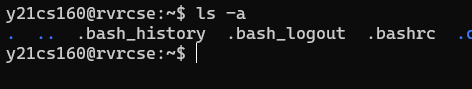 y21cs160@rvrcse:~$ ls -a
. .. .bash_history .bash_logout .bashrc
y21cs160@rvrcse:~$